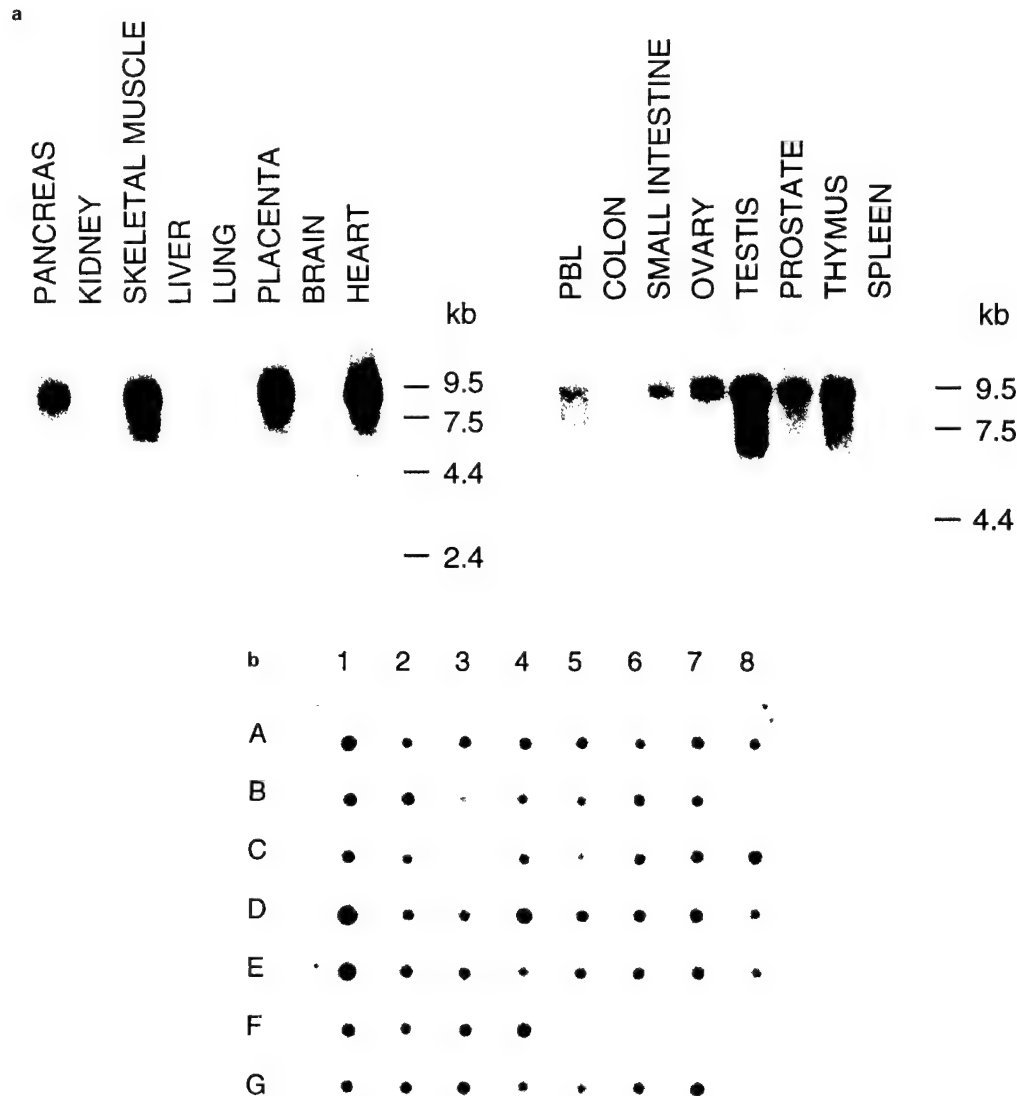 a
PANCREAS
KIDNEY
SKELETAL MUSCLE
LIVER
LUNG
PLACENTA
BRAIN
HEART
kb
9.5
7.5
4.4
2.4
PBL
COLON
SMALL INTESTINE
OVARY
TESTIS
PROSTATE
THYMUS
SPLEEN
kb
9.5
7.5
4.4
b 1 2 3 4 5 6 7 8
A
B
C
D
E
F
G